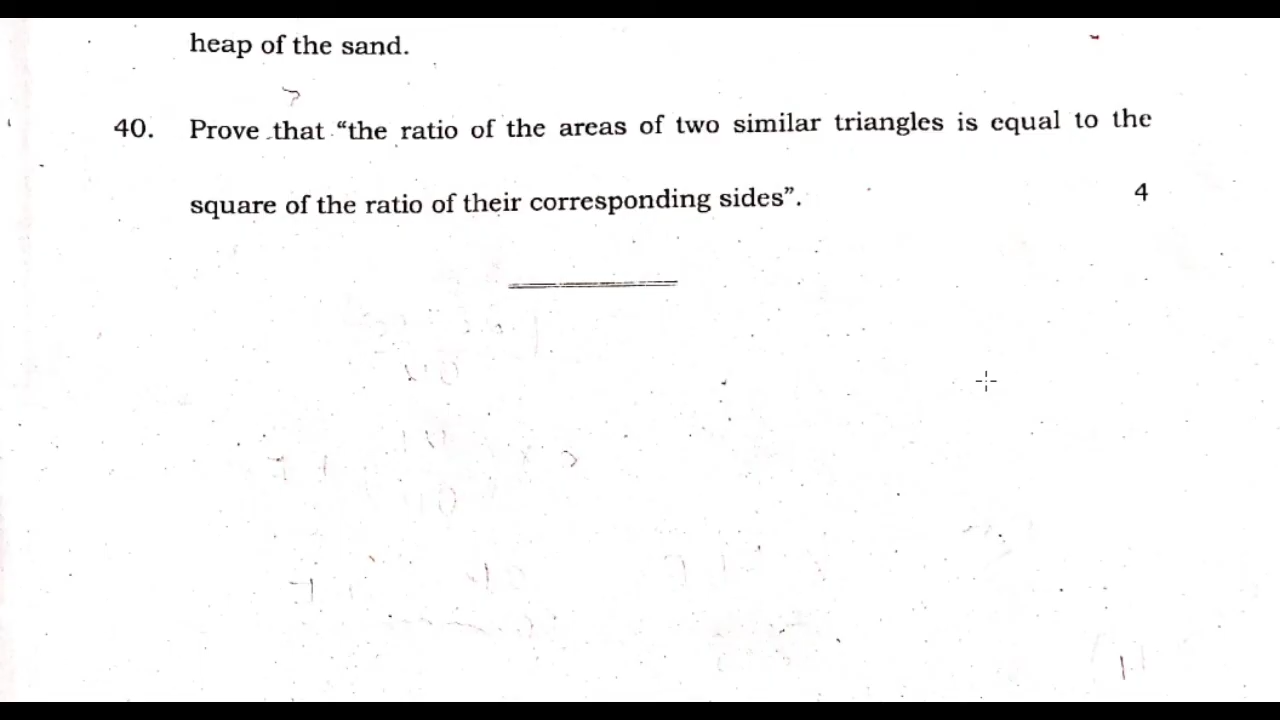 heap of the sand.
40. Prove that “the ratio of the areas of two similar triangles is equal to the
square of the ratio of their corresponding sides”. 4